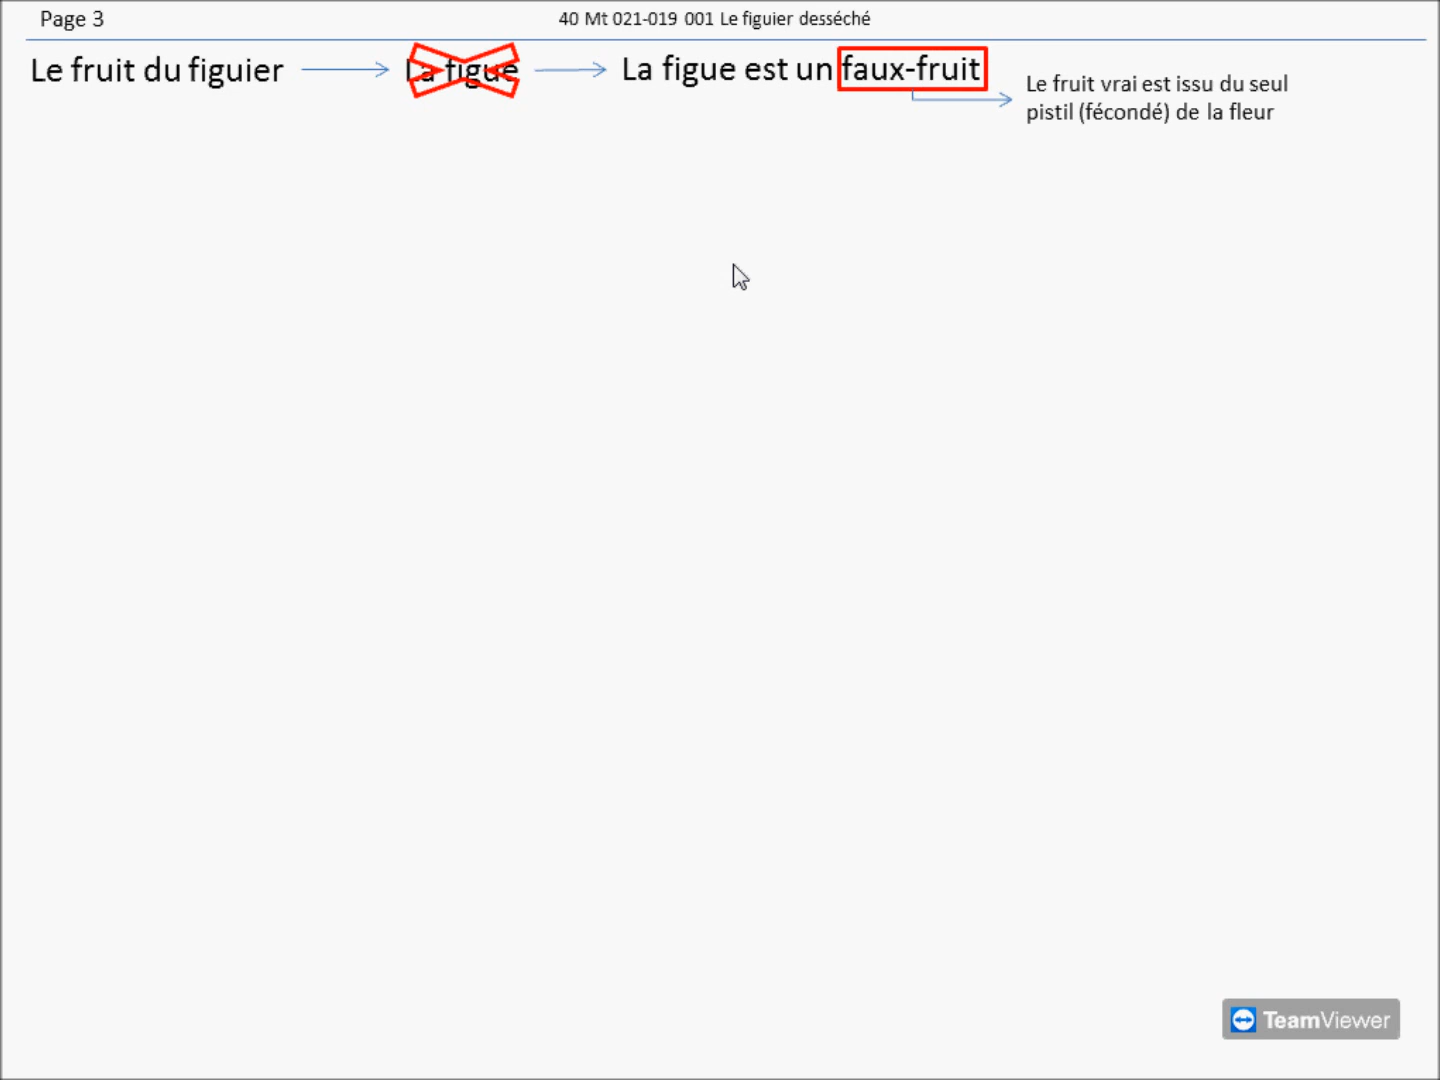 Page 3
40 Mt 021-019 001 Le figuier desséché
Le fruit du figuier
La figue
La figue est un faux-fruit
Le fruit vrai est issu du seul
pistil (fécondé) de la fleur
TeamViewer